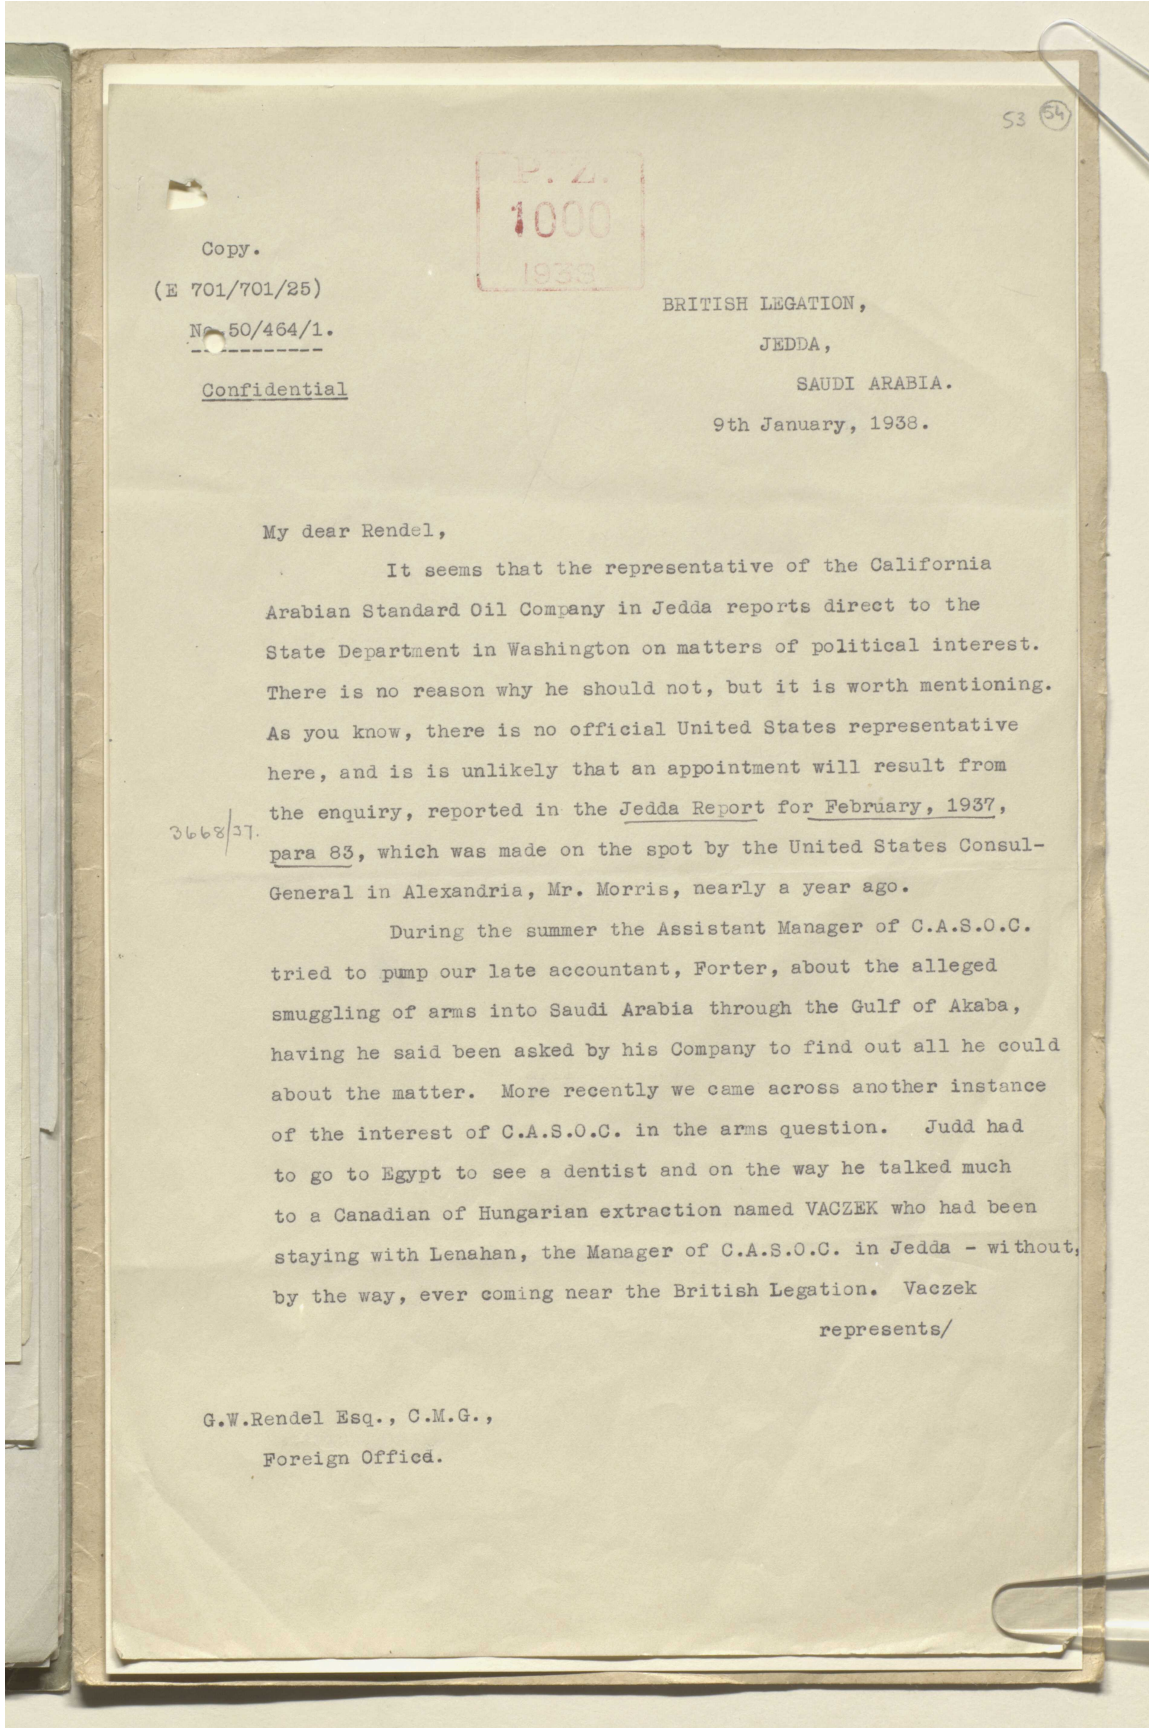 53 54
P. Z.
1000
1938
Copy.
(E 701/701/25)
No 50/464/1.
Confidential
BRITISH LEGATION,
JEDDA,
SAUDI ARABIA.
9th January, 1938.
My dear Rendel,
It seems that the representative of the California
Arabian Standard Oil Company in Jedda reports direct to the
State Department in Washington on matters of political interest.
There is no reason why he should not, but it is worth mentioning.
As you know, there is no official United States representative
here, and is is unlikely that an appointment will result from
the enquiry, reported in the Jedda Report for February, 1937,
3668/37.
para 83, which was made on the spot by the United States Consul-
General in Alexandria, Mr. Morris, nearly a year ago.
During the summer the Assistant Manager of C.A.S.O.C.
tried to pump our late accountant, Forter, about the alleged
smuggling of arms into Saudi Arabia through the Gulf of Akaba,
having he said been asked by his Company to find out all he could
about the matter. More recently we came across another instance
of the interest of C.A.S.O.C. in the arms question. Judd had
to go to Egypt to see a dentist and on the way he talked much
to a Canadian of Hungarian extraction named VACZEK who had been
staying with Lenahan, the Manager of C.A.S.O.C. in Jedda - without,
by the way, ever coming near the British Legation. Vaczek
represents/
G.W.Rendel Esq., C.M.G.,
Foreign Office.